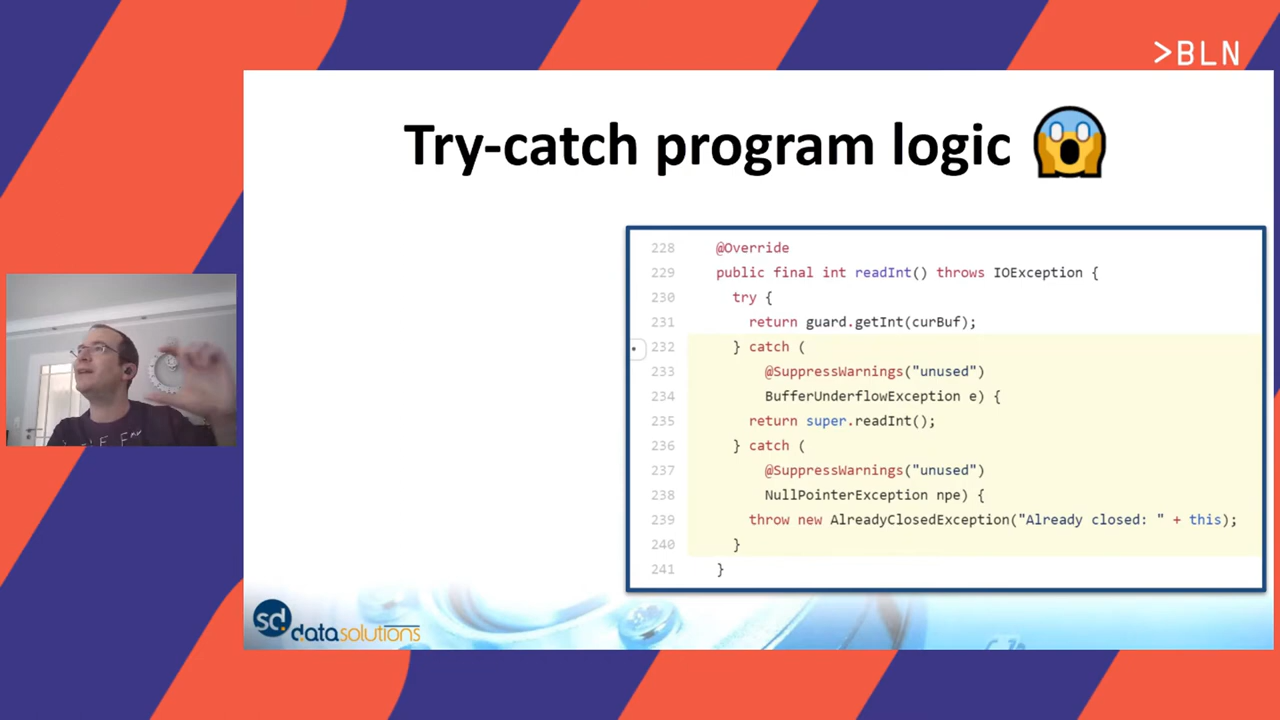 >BLN
Try-catch program logic 😱
228 @Override
229 public final int readInt() throws IOException {
230 try {
231 return guard.getInt(curBuf);
232 } catch (
233 @SuppressWarnings("unused")
234 BufferUnderflowException e) {
235 return super.readInt();
236 } catch (
237 @SuppressWarnings("unused")
238 NullPointerException npe) {
239 throw new AlreadyClosedException("Already closed: " + this);
240 }
241 }
sd. datasolutions